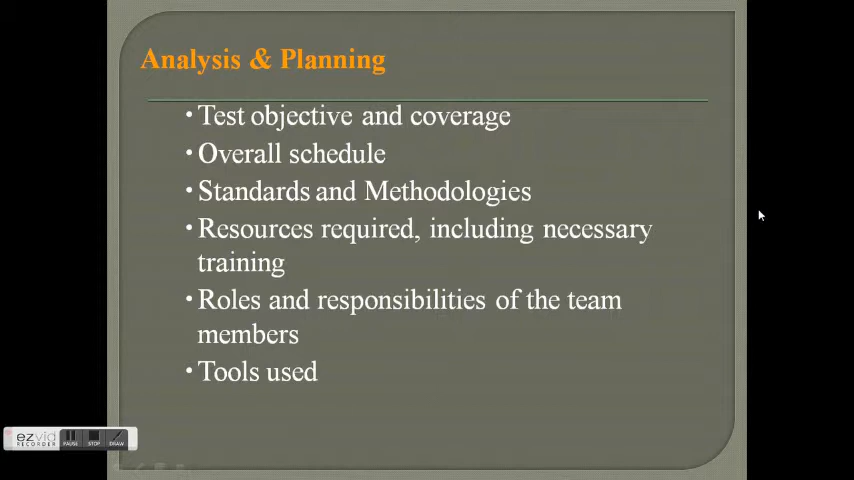 Analysis & Planning
• Test objective and coverage
• Overall schedule
• Standards and Methodologies
• Resources required, including necessary
training
• Roles and responsibilities of the team
members
• Tools used
ezvid
RECORDER
PAUSE STOP DRAW